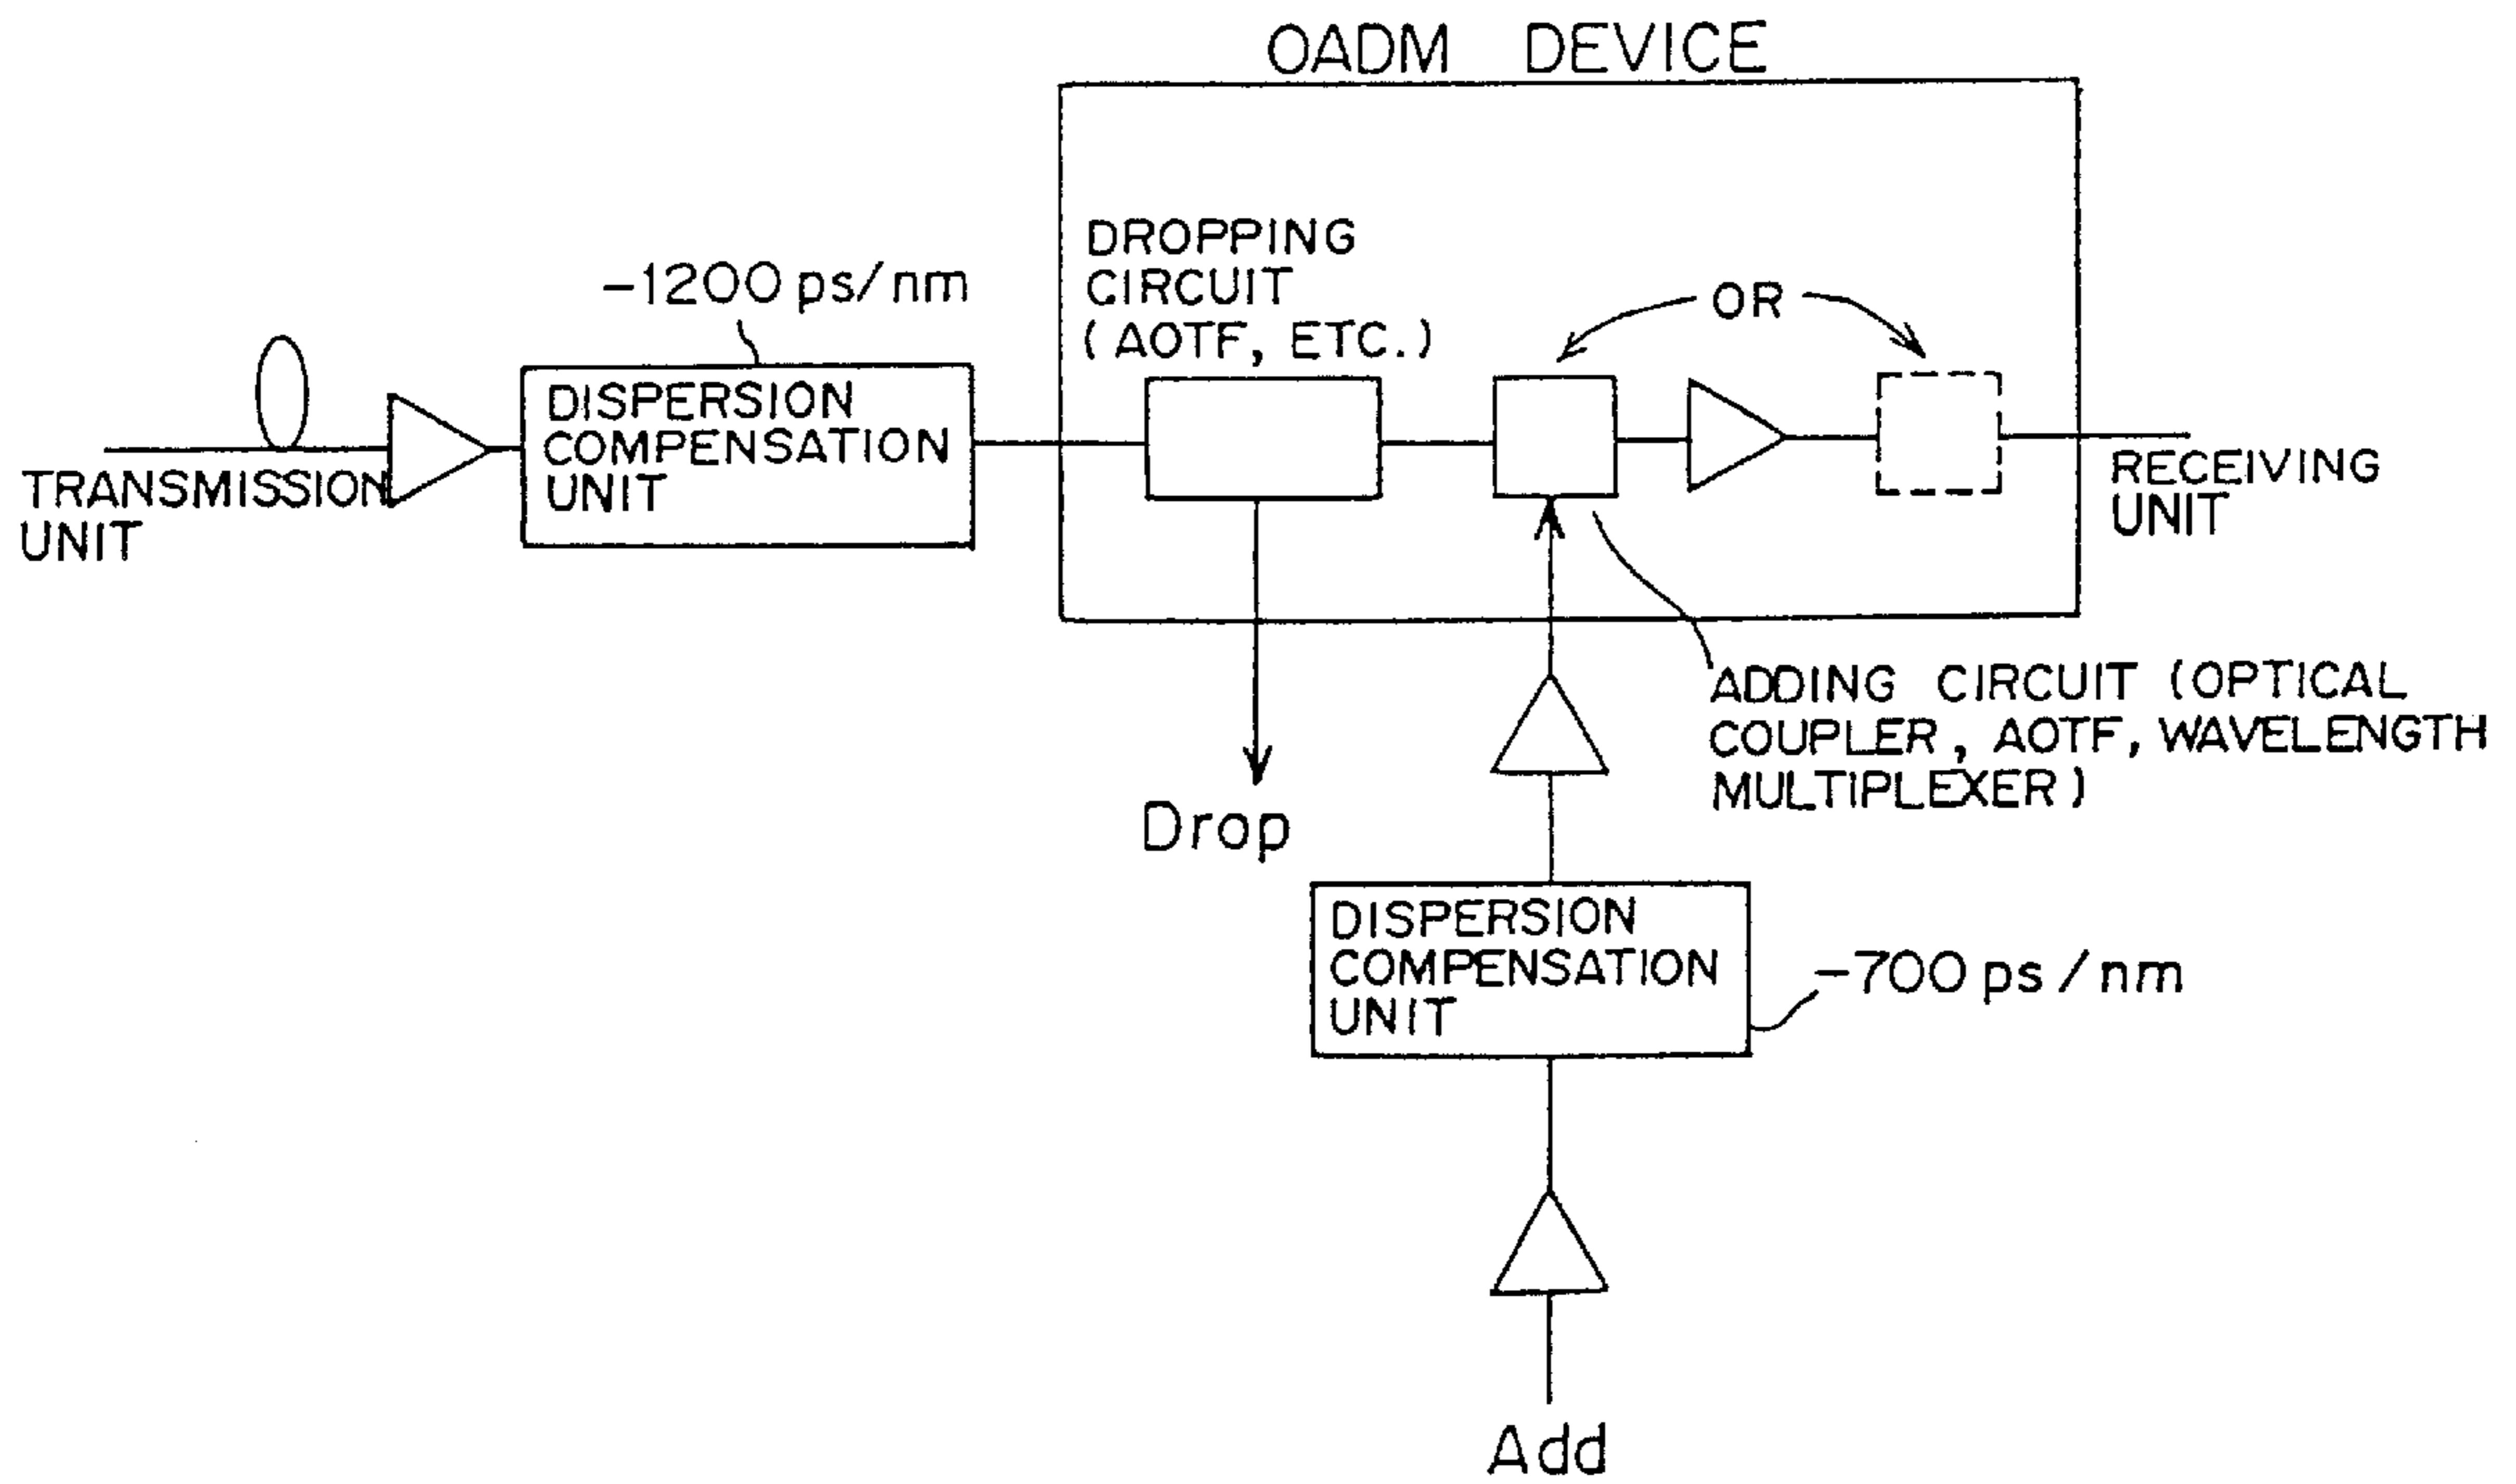 OADM DEVICE
DROPPING
CIRCUIT
(AOTF, ETC.)
-1200 ps/nm
OR
DISPERSION
COMPENSATION
UNIT
TRANSMISSION
UNIT
RECEIVING
UNIT
ADDING CIRCUIT (OPTICAL
COUPLER, AOTF, WAVELENGTH
MULTIPLEXER)
Drop
DISPERSION
COMPENSATION
UNIT
-700 ps/nm
Add